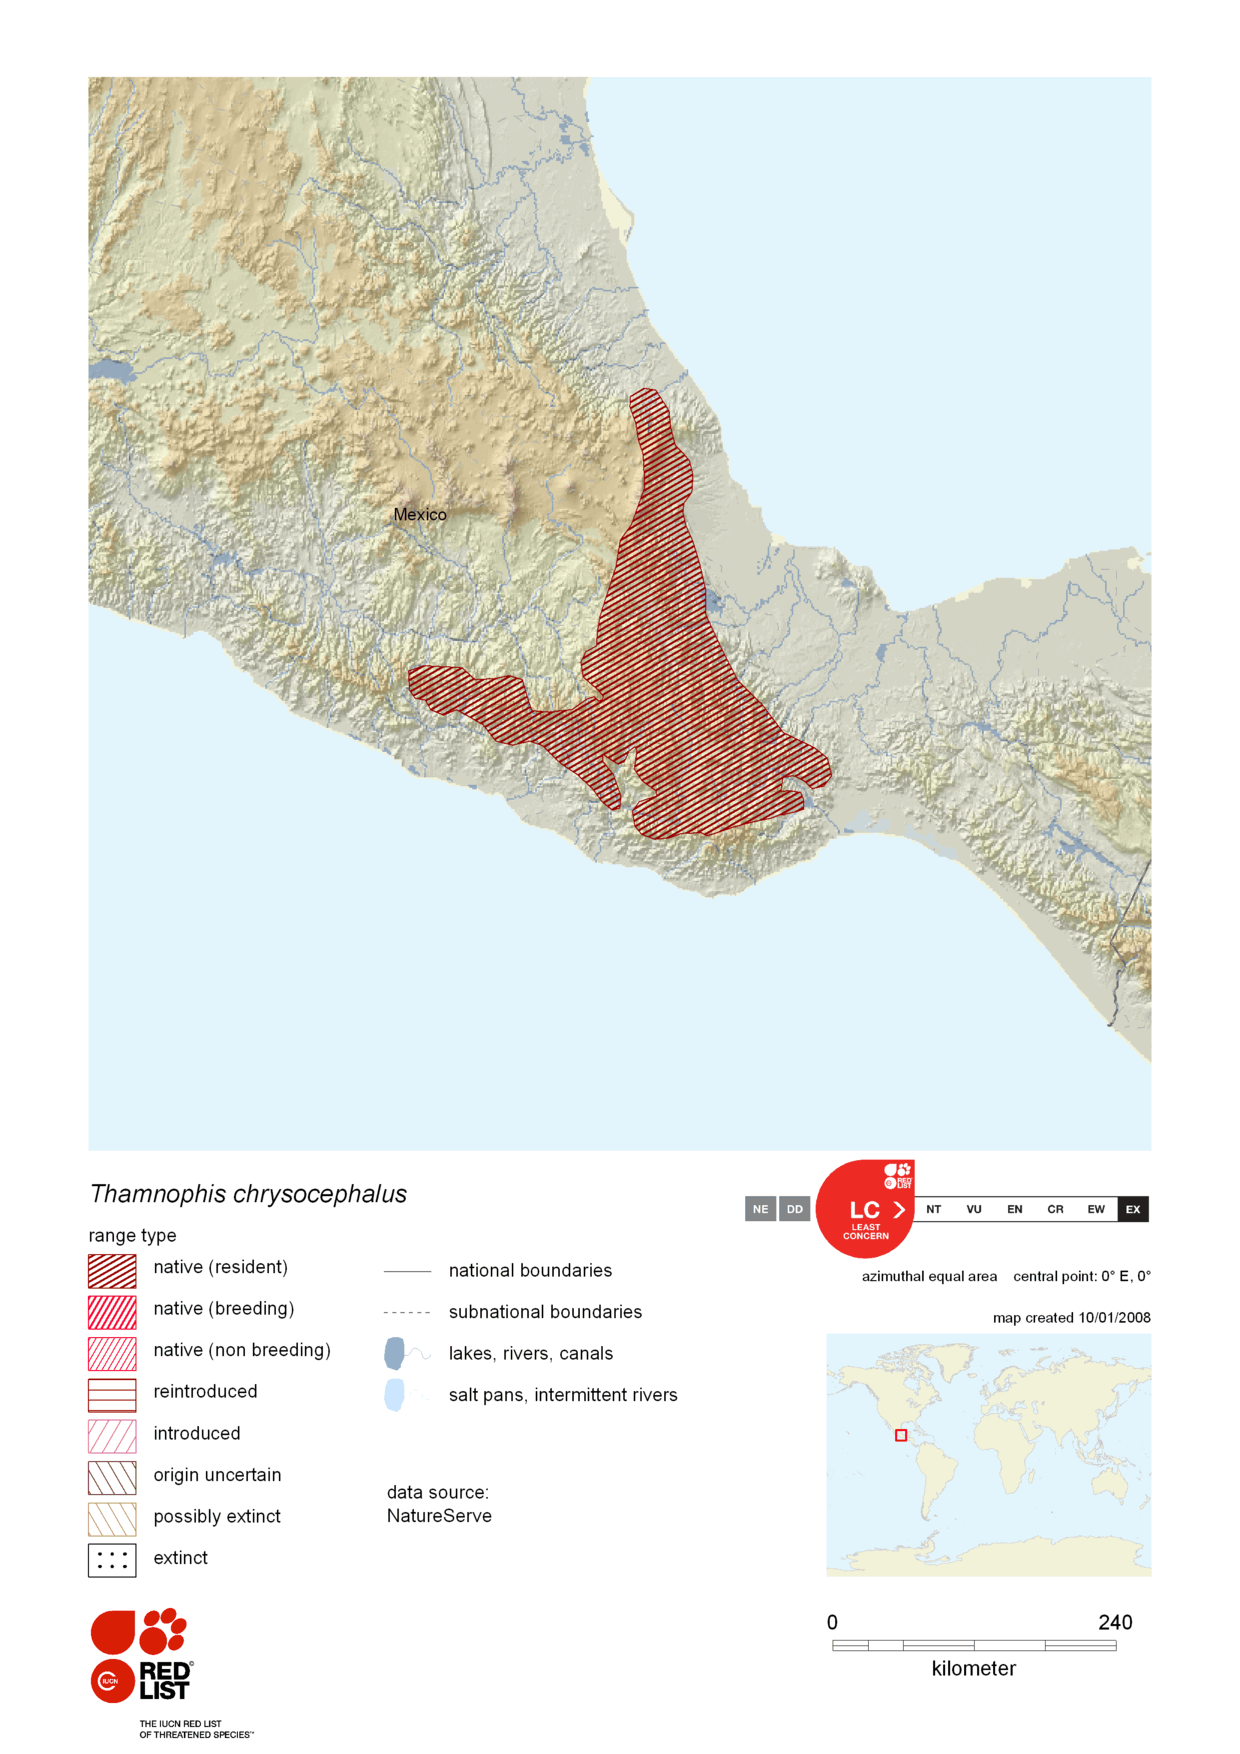 Mexico
Thamnophis chrysocephalus
range type
native (resident)
native (breeding)
native (non breeding)
reintroduced
introduced
origin uncertain
possibly extinct
extinct
national boundaries
subnational boundaries
lakes, rivers, canals
salt pans, intermittent rivers
data source:
NatureServe
NE DD LC NT VU EN CR EW EX
LEAST
CONCERN
RED
LIST
azimuthal equal area central point: 0° E, 0°
map created 10/01/2008
0 240
kilometer
IUCN
RED©
LIST
THE IUCN RED LIST
OF THREATENED SPECIES™